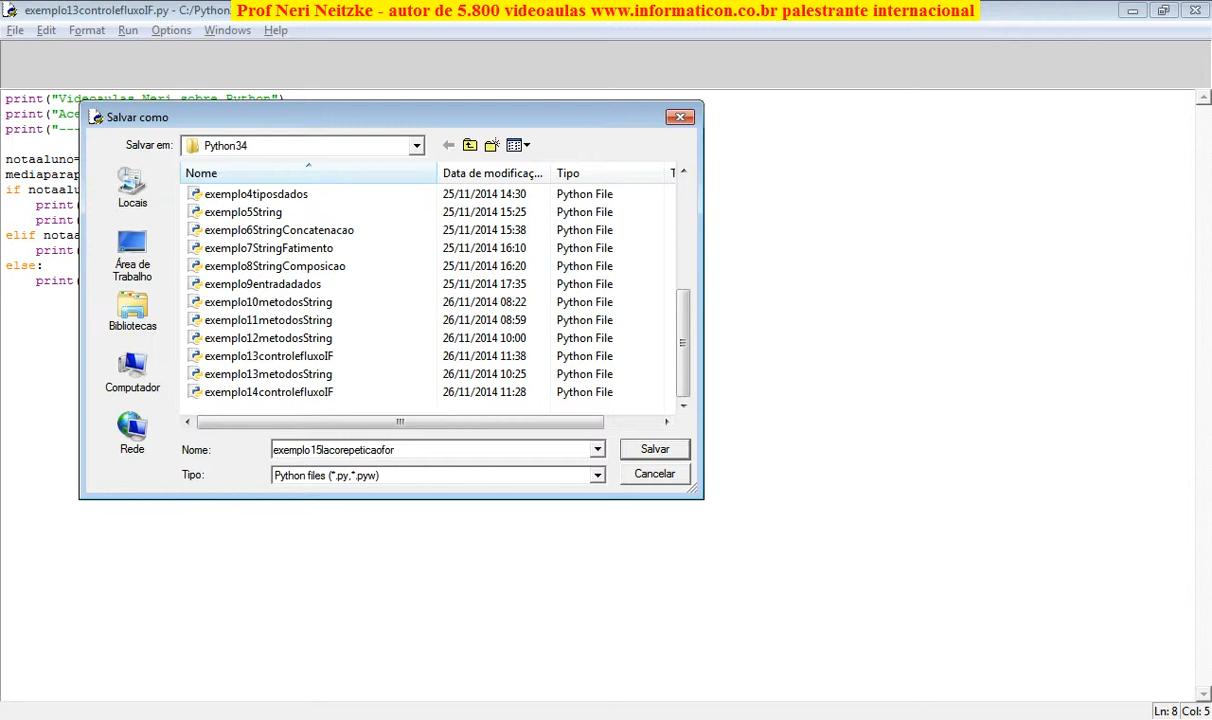 exemplo13controlefluxoIF.py - C:/Python
Prof Neri Neitzke - autor de 5.800 videoaulas www.informaticon.co.br palestrante internacional
File Edit Format Run Options Windows Help
print("Videoaulas Neri sobre Python")
print("Ace
print("---
notaaluno=
mediaparap
if notaalu
print(
print(
elif notaa
print(
else:
print(
Salvar como
Salvar em: Python34
Nome Data de modificaç... Tipo T
exemplo4tiposdados 25/11/2014 14:30 Python File
exemplo5String 25/11/2014 15:25 Python File
exemplo6StringConcatenacao 25/11/2014 15:38 Python File
exemplo7StringFatimento 25/11/2014 16:10 Python File
exemplo8StringComposicao 25/11/2014 16:20 Python File
exemplo9entradadados 25/11/2014 17:35 Python File
exemplo10metodosString 26/11/2014 08:22 Python File
exemplo11metodosString 26/11/2014 08:59 Python File
exemplo12metodosString 26/11/2014 10:00 Python File
exemplo13controlefluxoIF 26/11/2014 11:38 Python File
exemplo13metodosString 26/11/2014 10:25 Python File
exemplo14controlefluxoIF 26/11/2014 11:28 Python File
Locais
Área de
Trabalho
Bibliotecas
Computador
Rede
Nome: exemplo15lacorepeticaofor Salvar
Tipo: Python files (*.py,*.pyw) Cancelar
Ln: 8 Col: 5